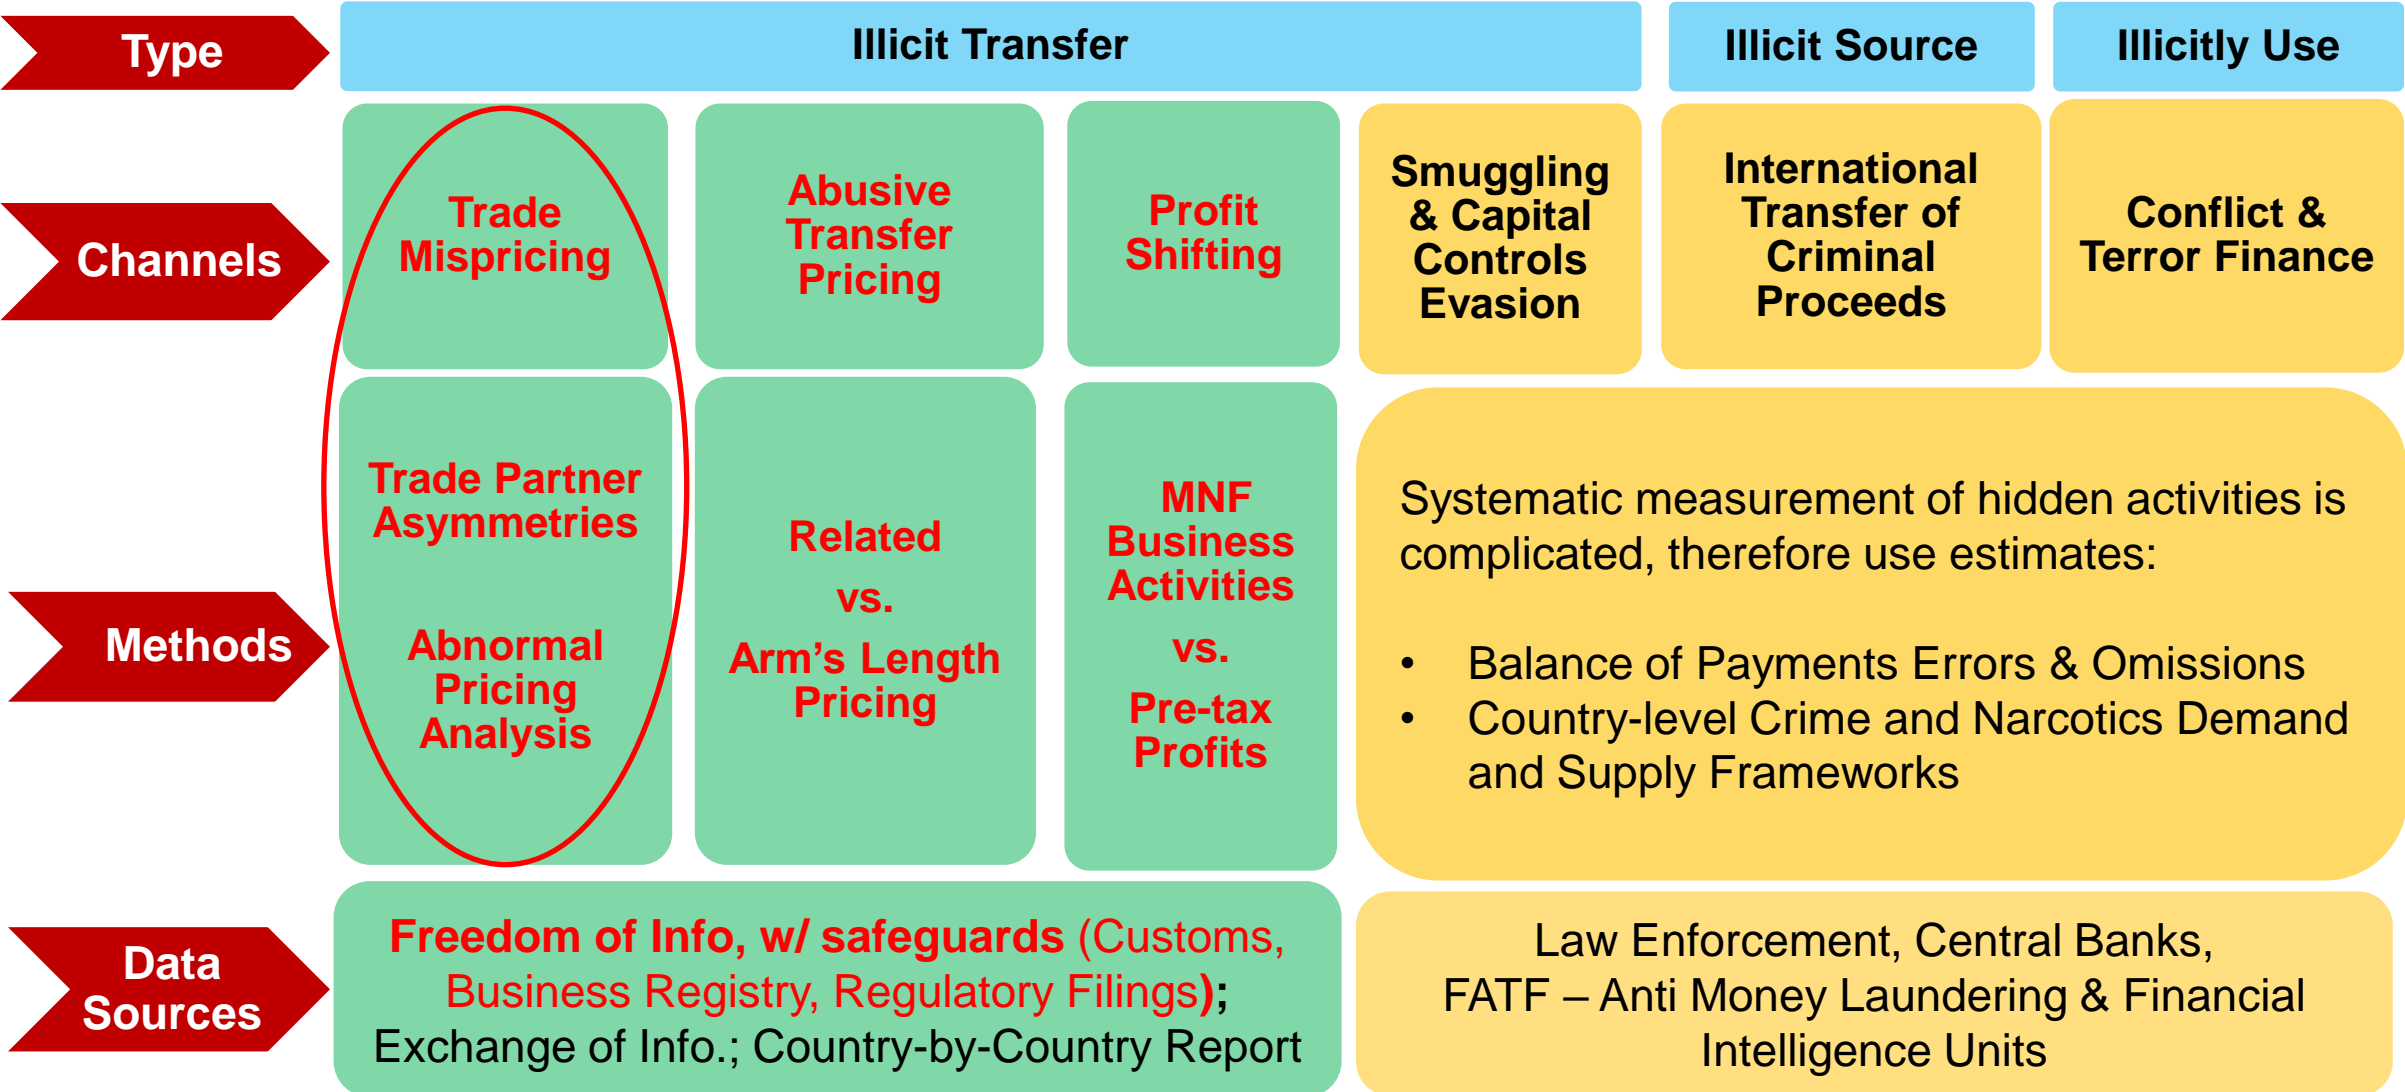 Type
Illicit Transfer
Illicit Source
Illicitly Use
Channels
Trade
Mispricing
Abusive
Transfer
Pricing
Profit
Shifting
Smuggling
& Capital
Controls
Evasion
International
Transfer of
Criminal
Proceeds
Conflict &
Terror Finance
Methods
Trade Partner
Asymmetries
Abnormal
Pricing
Analysis
Related
vs.
Arm’s Length
Pricing
MNF
Business
Activities
vs.
Pre-tax
Profits
Systematic measurement of hidden activities is
complicated, therefore use estimates:
• Balance of Payments Errors & Omissions
• Country-level Crime and Narcotics Demand
and Supply Frameworks
Data
Sources
Freedom of Info, w/ safeguards (Customs,
Business Registry, Regulatory Filings);
Exchange of Info.; Country-by-Country Report
Law Enforcement, Central Banks,
FATF – Anti Money Laundering & Financial
Intelligence Units